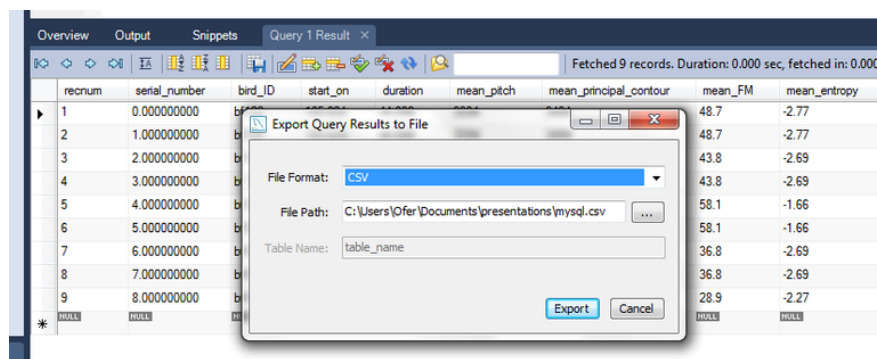 Overview Output Snippets Query 1 Result ×
Fetched 9 records. Duration: 0.000 sec, fetched in: 0.000
recnum serial_number bird_ID start_on duration mean_pitch mean_principal_contour mean_FM mean_entropy
1 0.000000000 48.7 -2.77
Export Query Results to File
2 1.000000000 48.7 -2.77
3 2.000000000 43.8 -2.69
File Format: CSV
4 3.000000000 43.8 -2.69
5 4.000000000 58.1 -1.66
File Path: C:\Users\Ofer\Documents\presentations\mysql.csv ...
6 5.000000000 58.1 -1.66
7 6.000000000 36.8 -2.69
Table Name: table_name
8 7.000000000 36.8 -2.69
9 8.000000000 28.9 -2.27
Export Cancel
NULL NULL NULL NULL